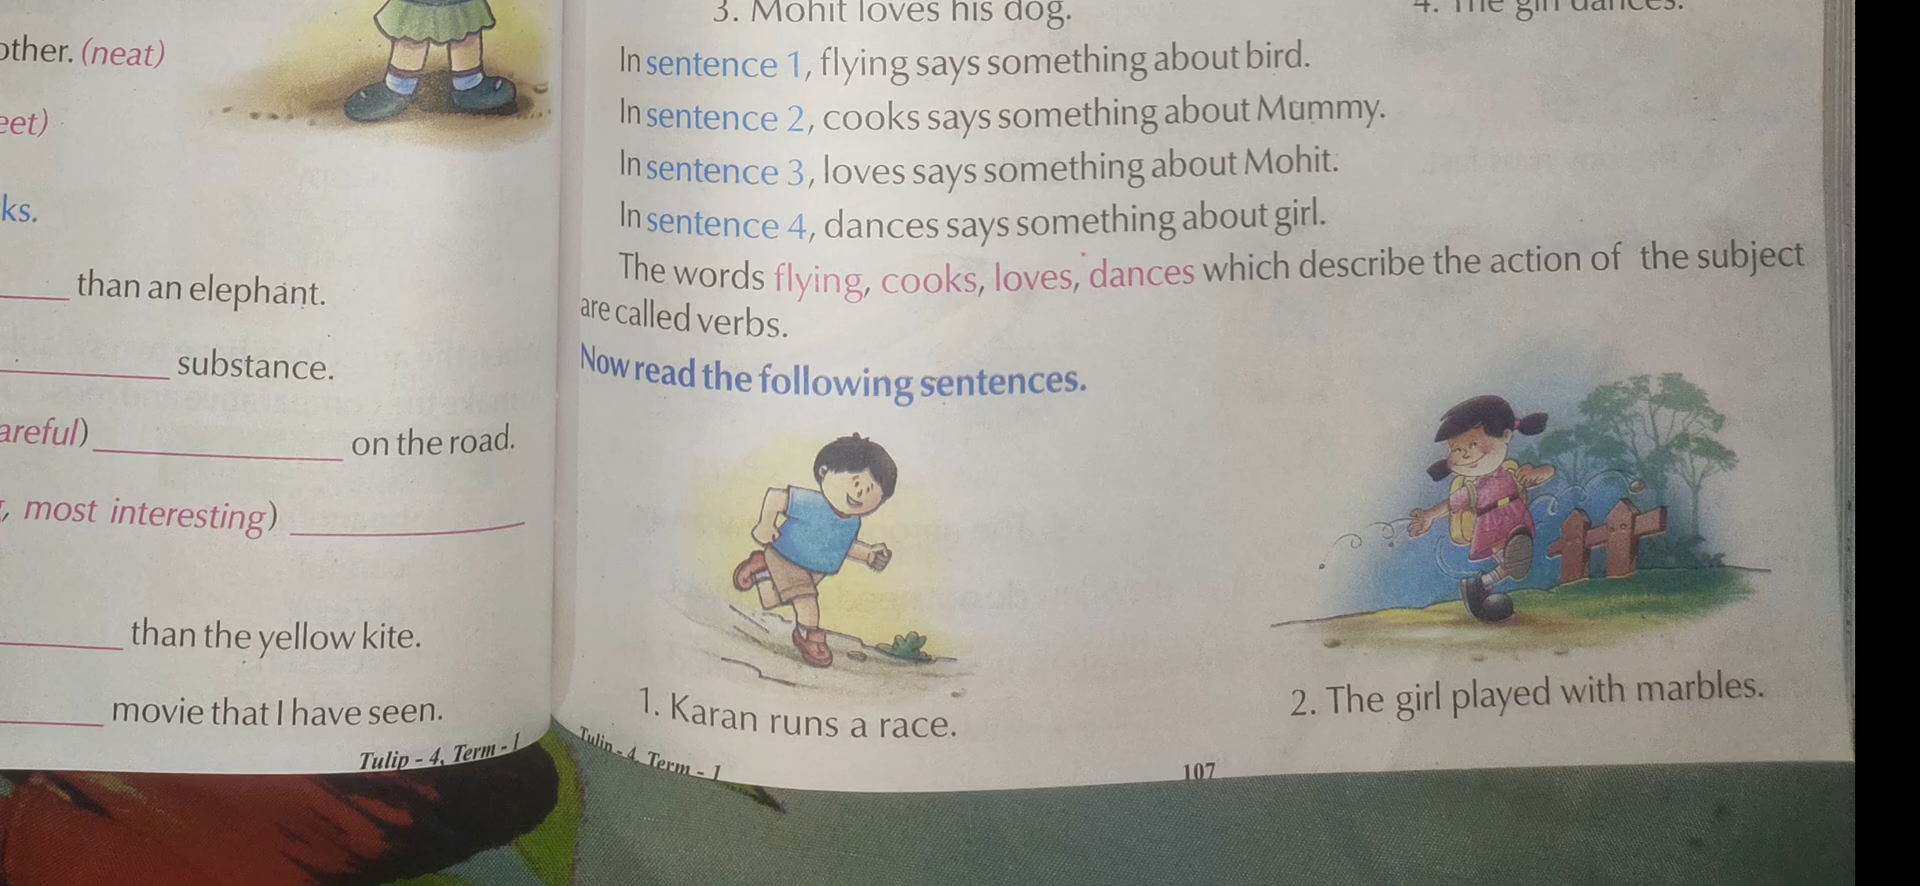 other. (neat)
eet)
ks.
than an elephant.
substance.
areful) on the road.
, most interesting)
than the yellow kite.
movie that I have seen.
Tulip - 4, Term - 1
3. Mohit loves his dog.
4. The girl dances.
In sentence 1, flying says something about bird.
In sentence 2, cooks says something about Mummy.
In sentence 3, loves says something about Mohit.
In sentence 4, dances says something about girl.
The words flying, cooks, loves, dances which describe the action of the subject
are called verbs.
Now read the following sentences.
1. Karan runs a race.
2. The girl played with marbles.
Tulip - 4, Term - 1
107